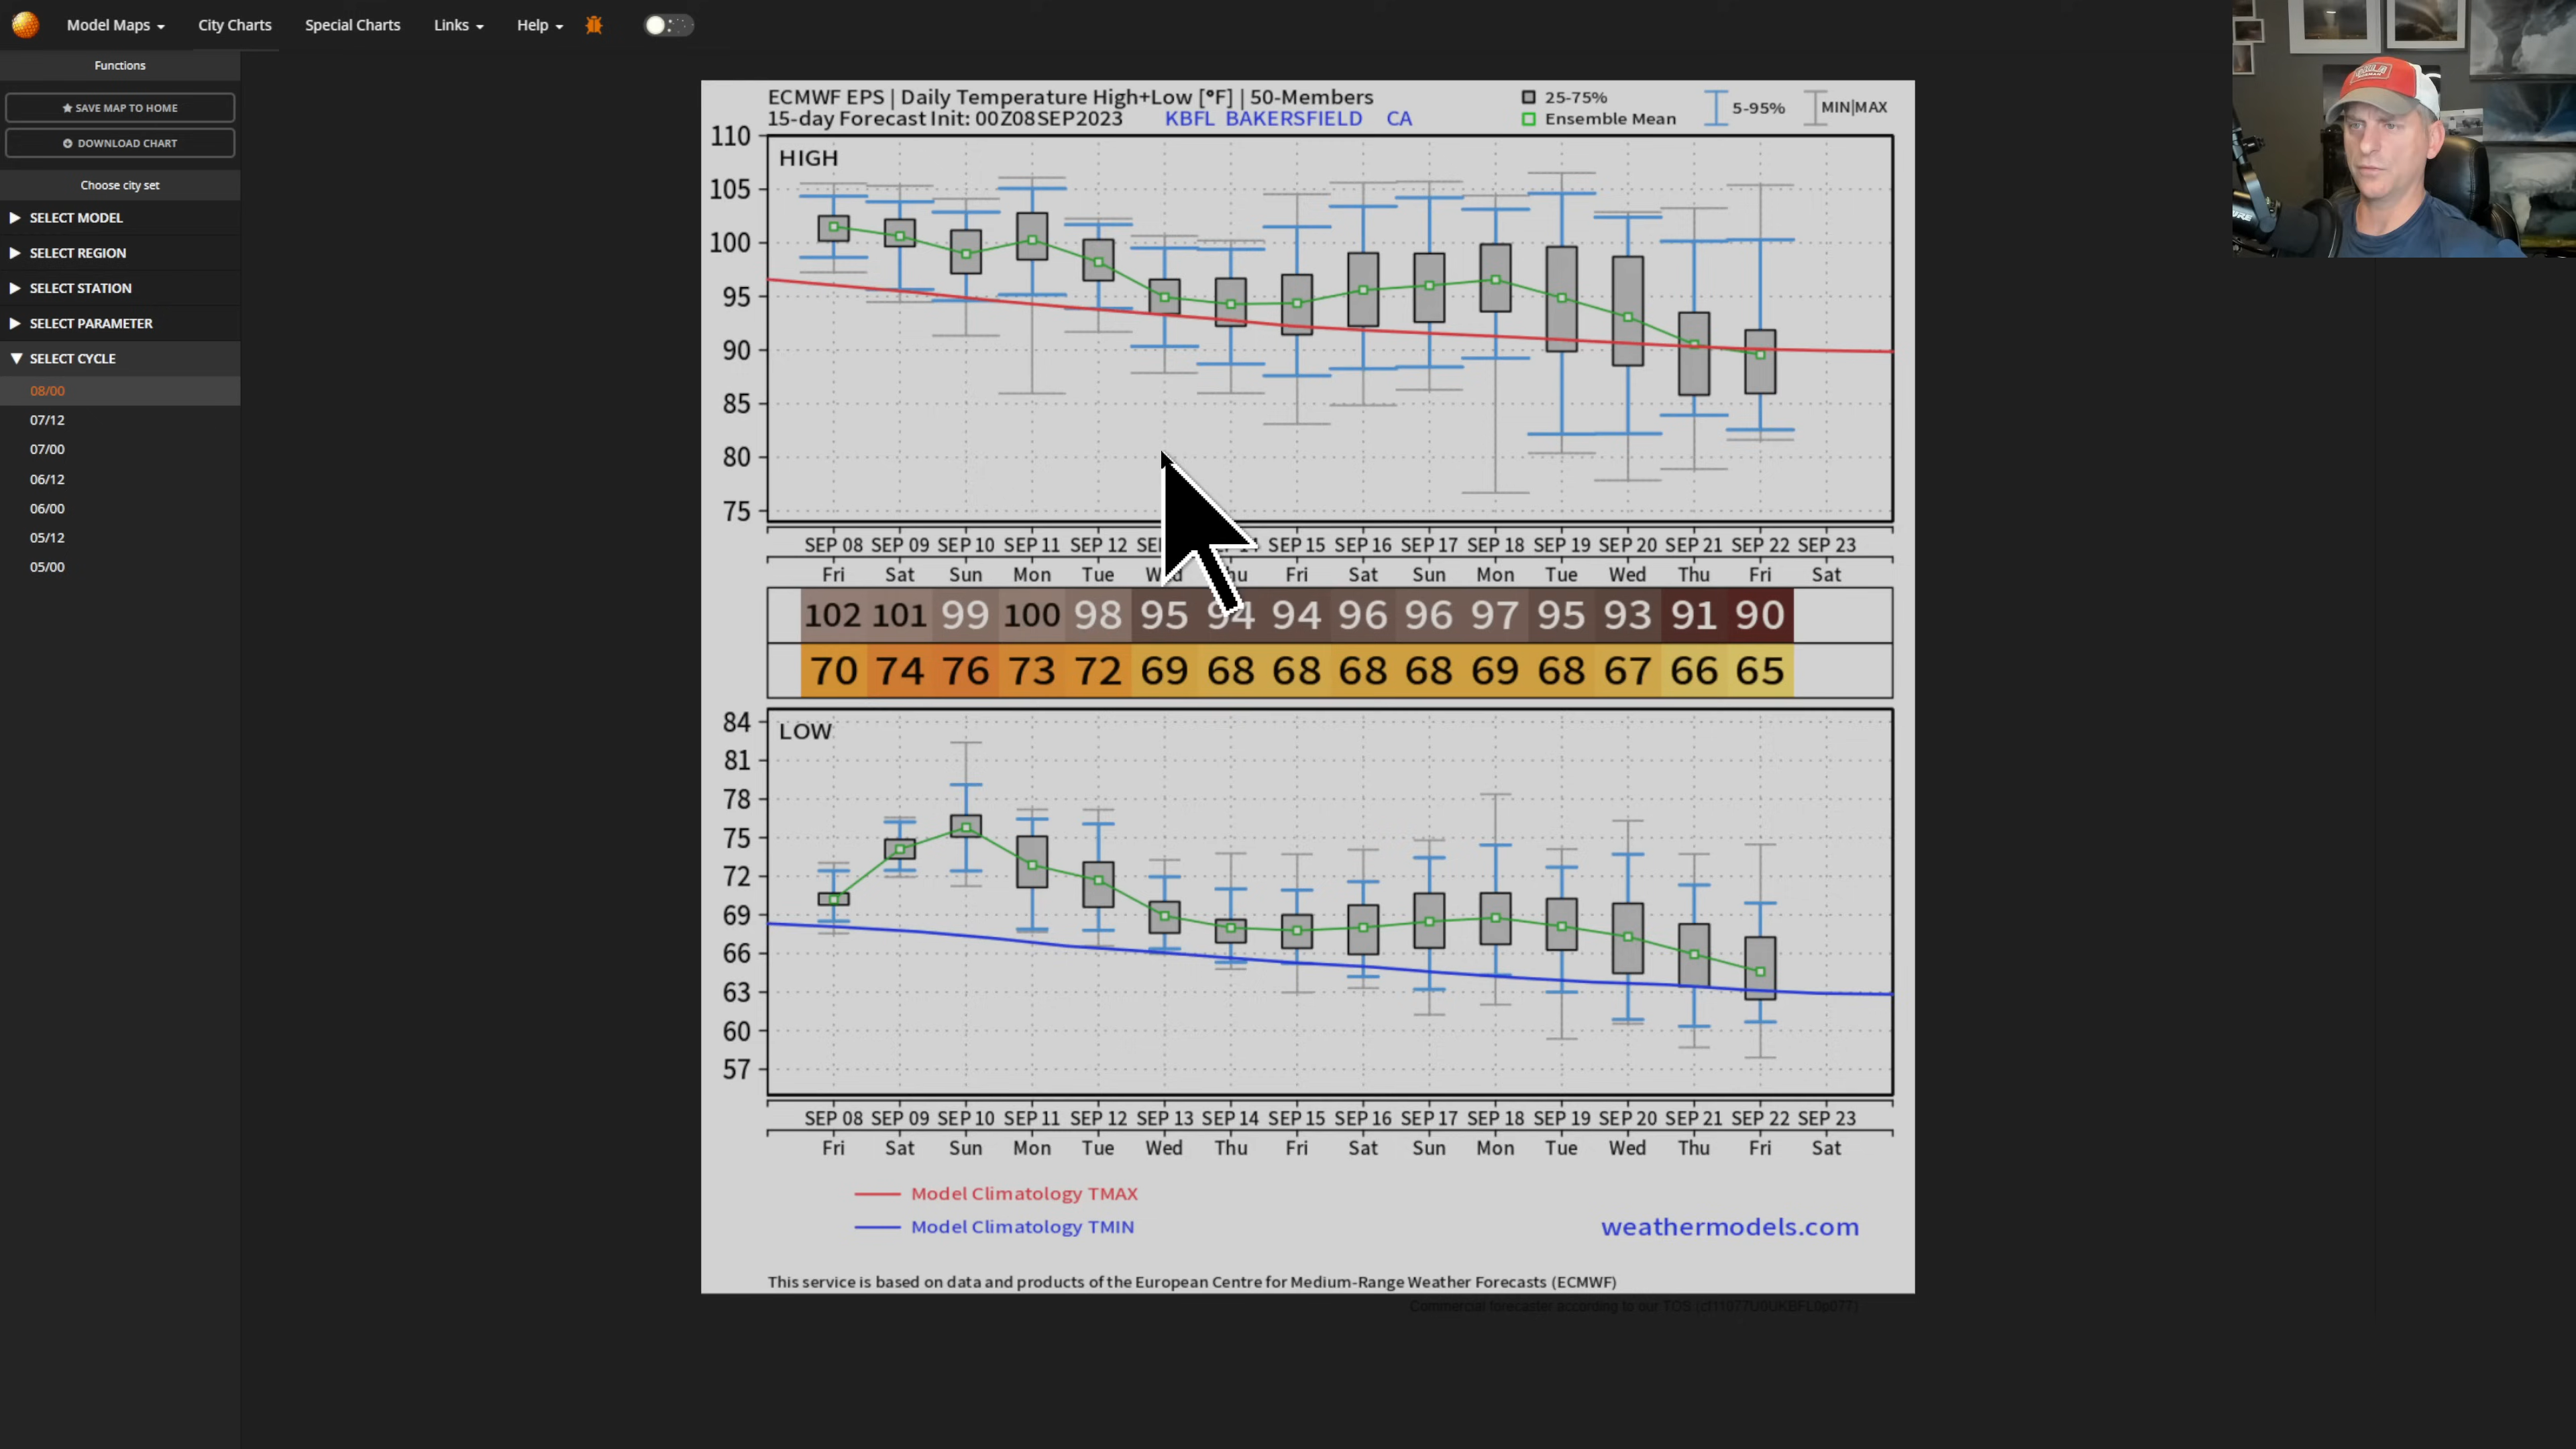 Model Maps City Charts Special Charts Links Help
Functions
SAVE MAP TO HOME
DOWNLOAD CHART
Choose city set
SELECT MODEL
SELECT REGION
SELECT STATION
SELECT PARAMETER
SELECT CYCLE
08/00
07/12
07/00
06/12
06/00
05/12
05/00
ECMWF EPS | Daily Temperature High+Low [°F] | 50-Members
15-day Forecast Init: 00Z08SEP2023 KBFL BAKERSFIELD CA
25-75%
Ensemble Mean
5-95%
MIN|MAX
HIGH
110
105
100
95
90
85
80
75
SEP 08 SEP 09 SEP 10 SEP 11 SEP 12 SEP 15 SEP 16 SEP 17 SEP 18 SEP 19 SEP 20 SEP 21 SEP 22 SEP 23
Fri Sat Sun Mon Tue Wed Thu Fri Sat Sun Mon Tue Wed Thu Fri Sat
102 101 99 100 98 95 94 94 96 96 97 95 93 91 90
70 74 76 73 72 69 68 68 68 68 69 68 67 66 65
LOW
84
81
78
75
72
69
66
63
60
57
SEP 08 SEP 09 SEP 10 SEP 11 SEP 12 SEP 13 SEP 14 SEP 15 SEP 16 SEP 17 SEP 18 SEP 19 SEP 20 SEP 21 SEP 22 SEP 23
Fri Sat Sun Mon Tue Wed Thu Fri Sat Sun Mon Tue Wed Thu Fri Sat
Model Climatology TMAX
Model Climatology TMIN
weathermodels.com
This service is based on data and products of the European Centre for Medium-Range Weather Forecasts (ECMWF)
Commercial forecaster according to our TOS